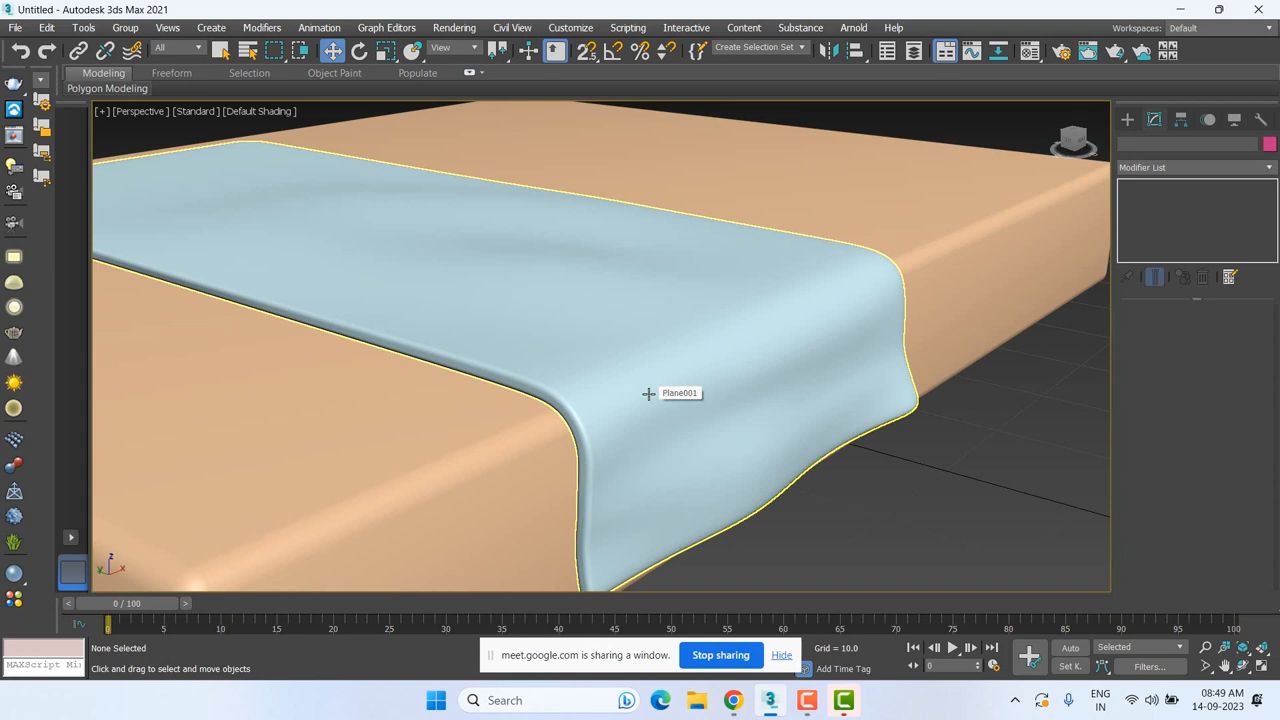 Untitled - Autodesk 3ds Max 2021
File Edit Tools Group Views Create Modifiers Animation Graph Editors Rendering Civil View Customize Scripting Interactive Content Substance Arnold Help
Workspaces: Default
All View Create Selection Set
Modeling Freeform Selection Object Paint Populate
Polygon Modeling
[+] [Perspective] [Standard] [Default Shading]
Modifier List
Plane001
z
y x
< 0 / 100 >
0 5 10 15 20 25 30 35 40 45 50 55 60 65 70 75 80 85 90 95 100
None Selected
Click and drag to select and move objects
MAXScript Mi
meet.google.com is sharing a window. Stop sharing Hide
Grid = 10.0
Add Time Tag
0
Auto Selected
Set K. Filters...
Search
ENG
IN
08:49 AM
14-09-2023